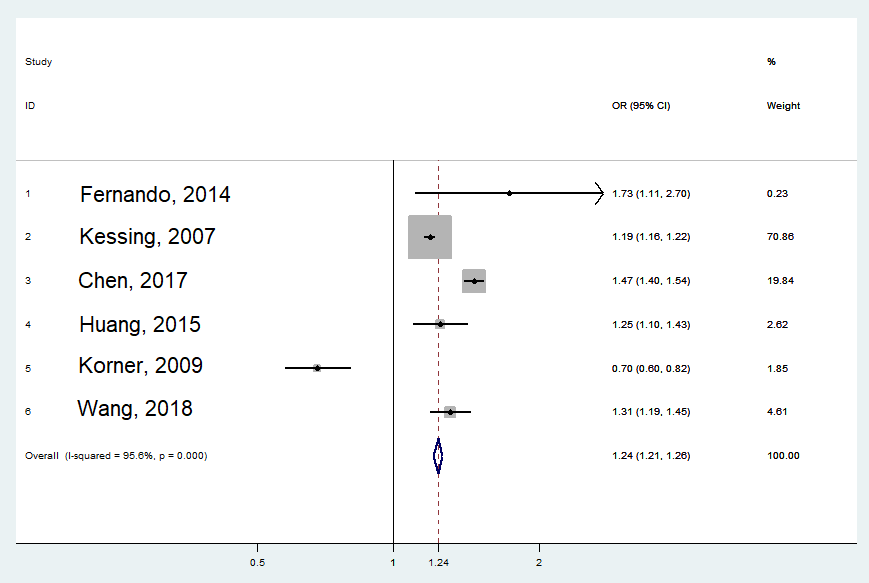 Study %
ID OR (95% CI) Weight
1 Fernando, 2014 1.73 (1.11, 2.70) 0.23
2 Kessing, 2007 1.19 (1.16, 1.22) 70.86
3 Chen, 2017 1.47 (1.40, 1.54) 19.84
4 Huang, 2015 1.25 (1.10, 1.43) 2.62
5 Korner, 2009 0.70 (0.60, 0.82) 1.85
6 Wang, 2018 1.31 (1.19, 1.45) 4.61
Overall (I-squared = 95.6%, p = 0.000) 1.24 (1.21, 1.26) 100.00
0.5 1 1.24 2